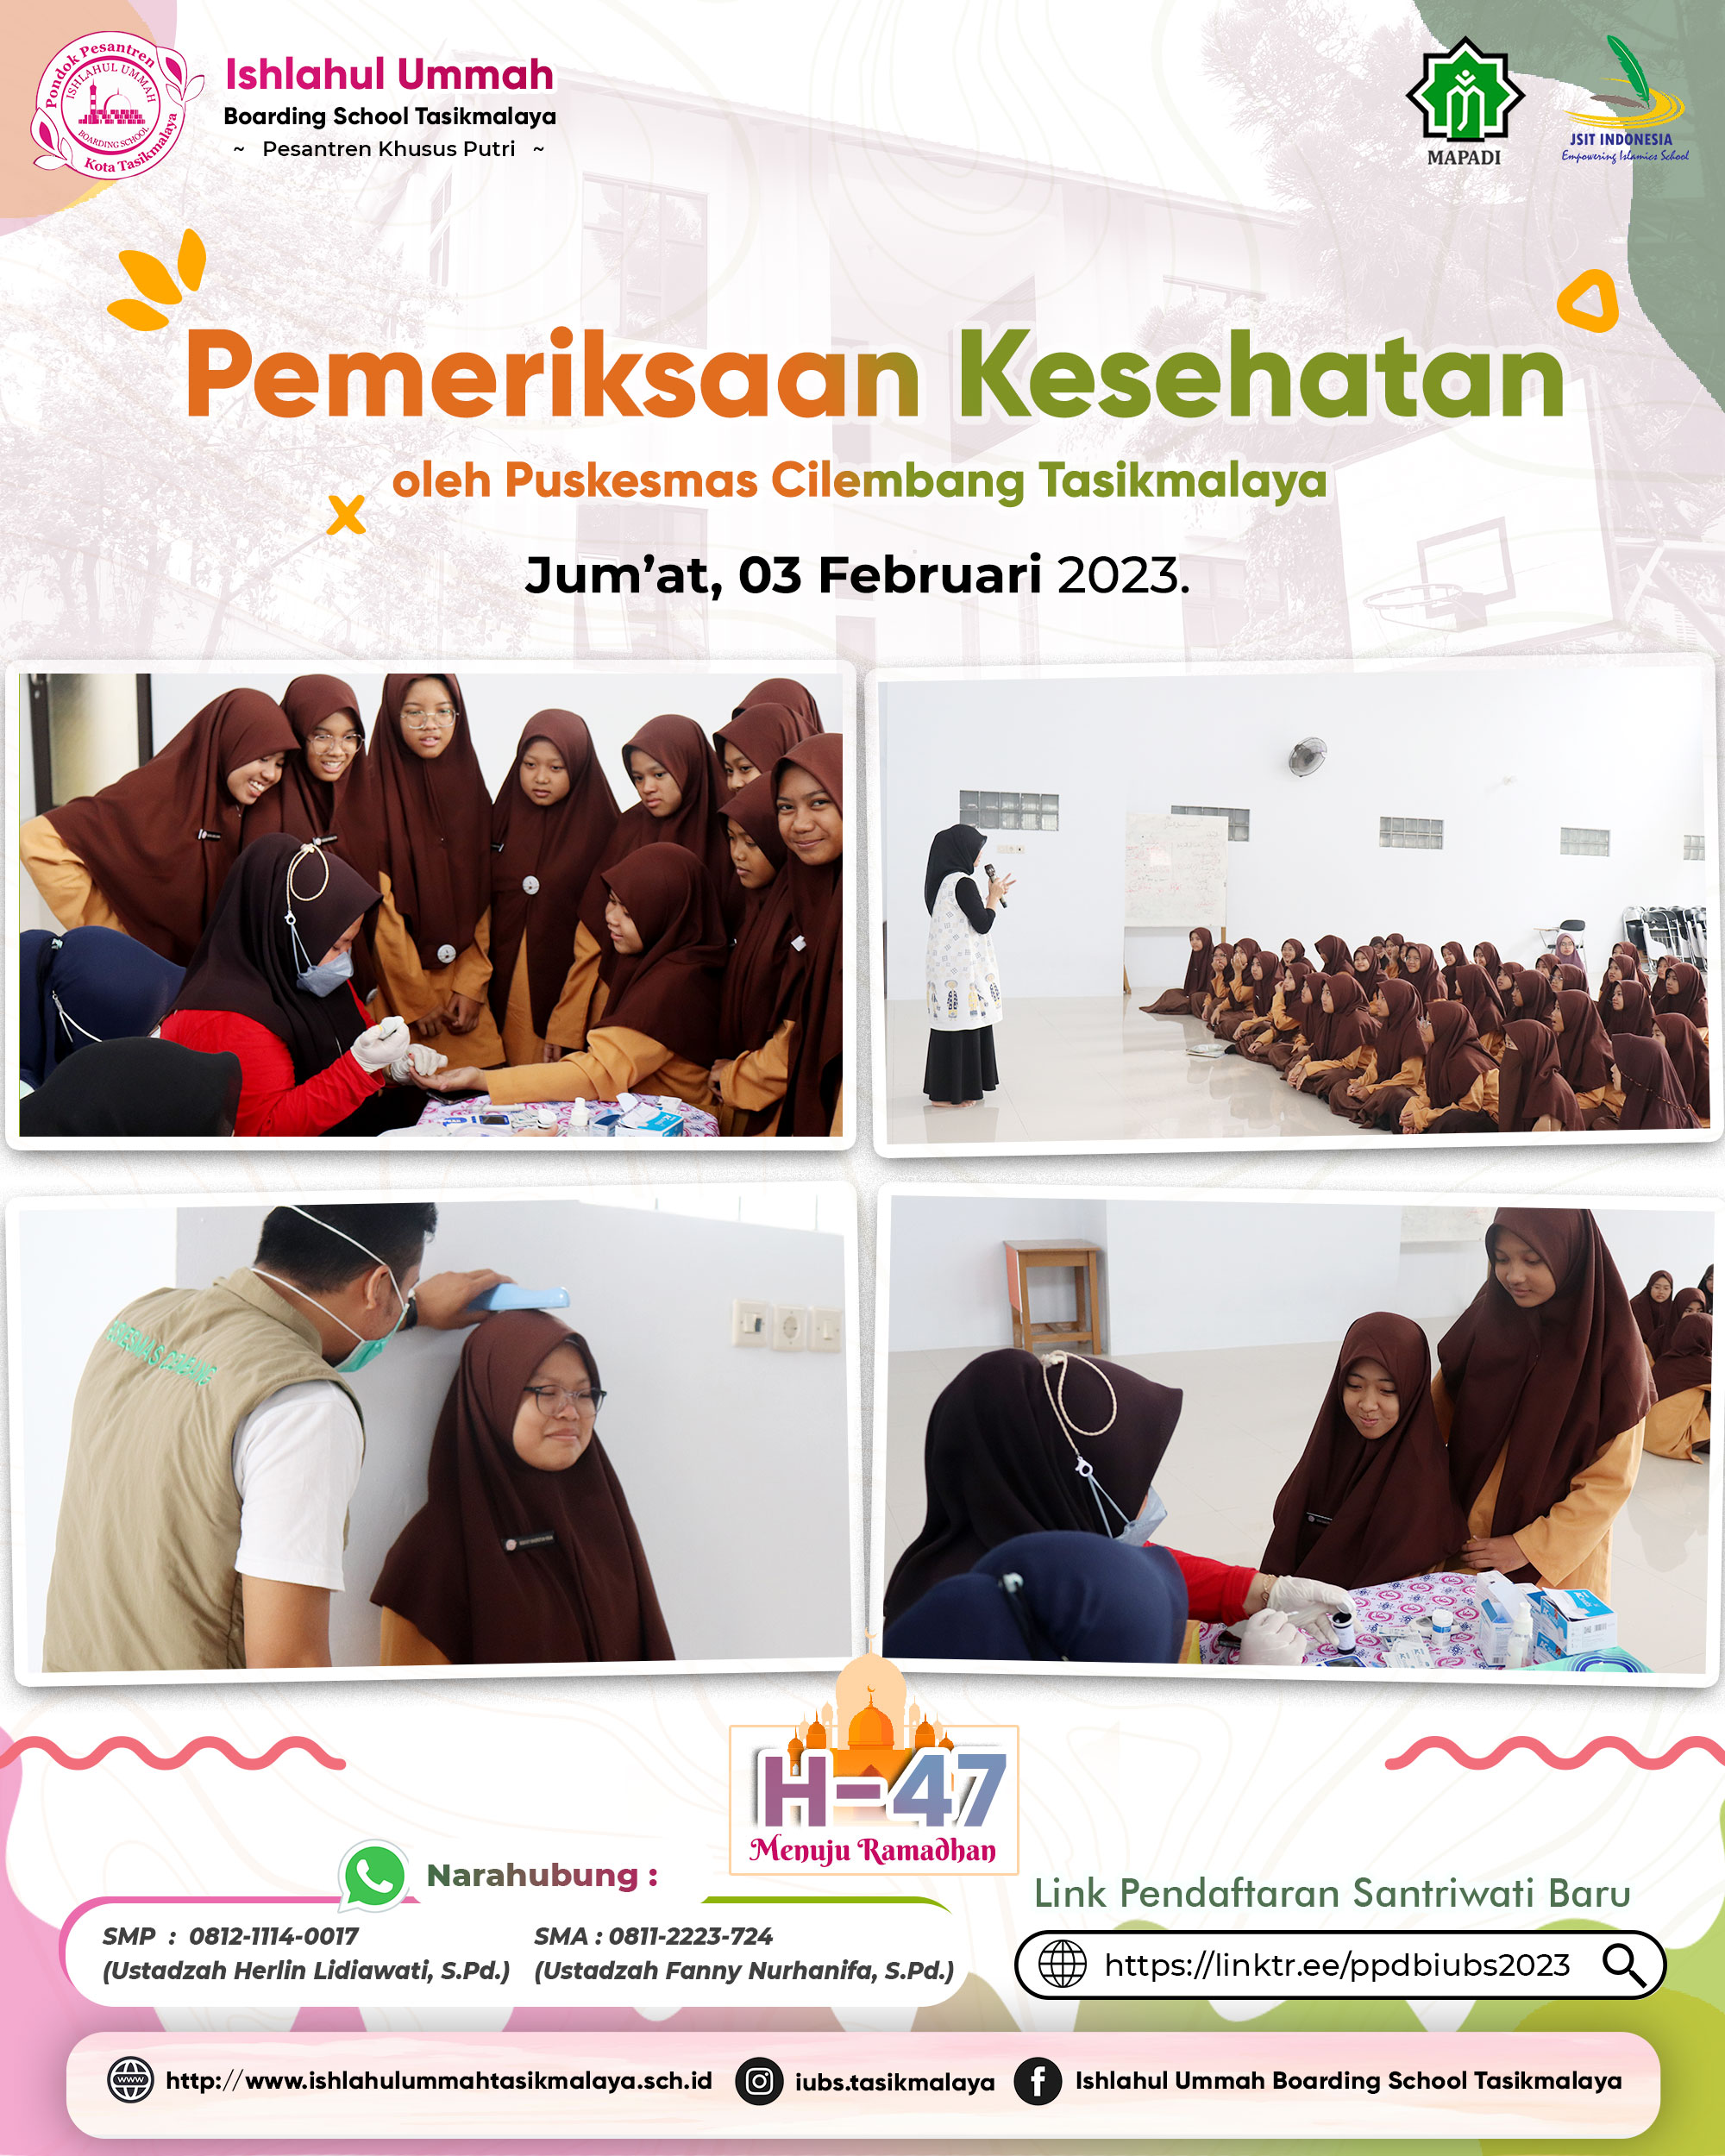 Pondok Pesantren
ISHLAHUL UMMAH
BOARDING SCHOOL
Kota Tasikmalaya
Ishlahul Ummah
Boarding School Tasikmalaya
~ Pesantren Khusus Putri ~
MAPADI
JSIT INDONESIA
Empowering Islamics School
Pemeriksaan Kesehatan
oleh Puskesmas Cilembang Tasikmalaya
Jum'at, 03 Februari 2023.
H-47
Menuju Ramadhan
Narahubung :
SMP : 0812-1114-0017
(Ustadzah Herlin Lidiawati, S.Pd.)
SMA : 0811-2223-724
(Ustadzah Fanny Nurhanifa, S.Pd.)
Link Pendaftaran Santriwati Baru
https://linktr.ee/ppdbiubs2023
www
http://www.ishlahulummahtasikmalaya.sch.id
iubs.tasikmalaya
Ishlahul Ummah Boarding School Tasikmalaya